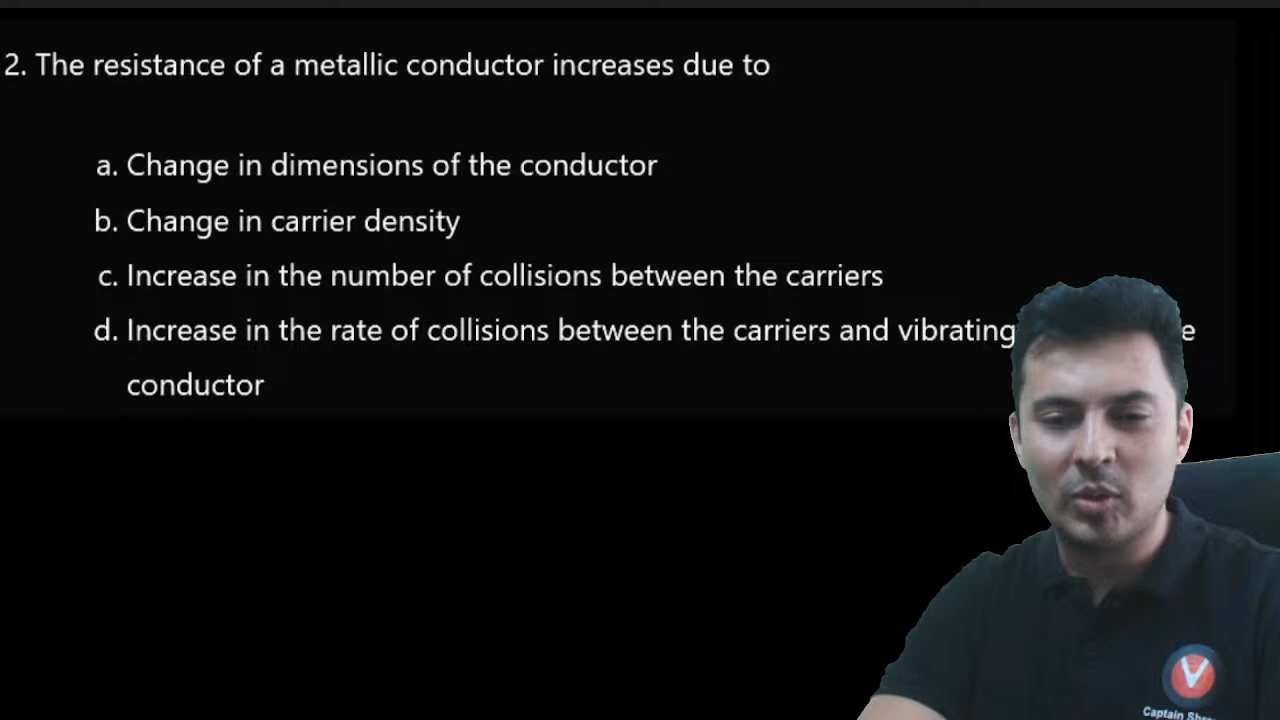 2. The resistance of a metallic conductor increases due to
a. Change in dimensions of the conductor
b. Change in carrier density
c. Increase in the number of collisions between the carriers
d. Increase in the rate of collisions between the carriers and vibrating
conductor
V
Captain